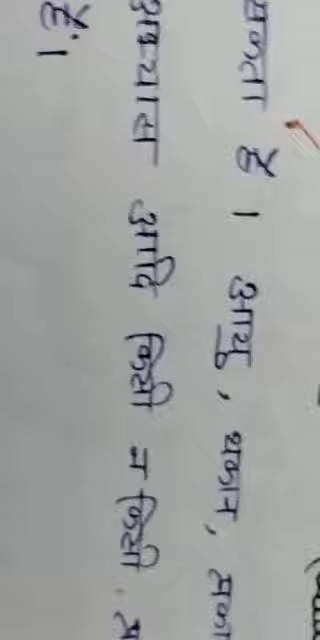 सकता है । आयु, थकान,
अभ्यास आदि किसी न किसी
हैं।